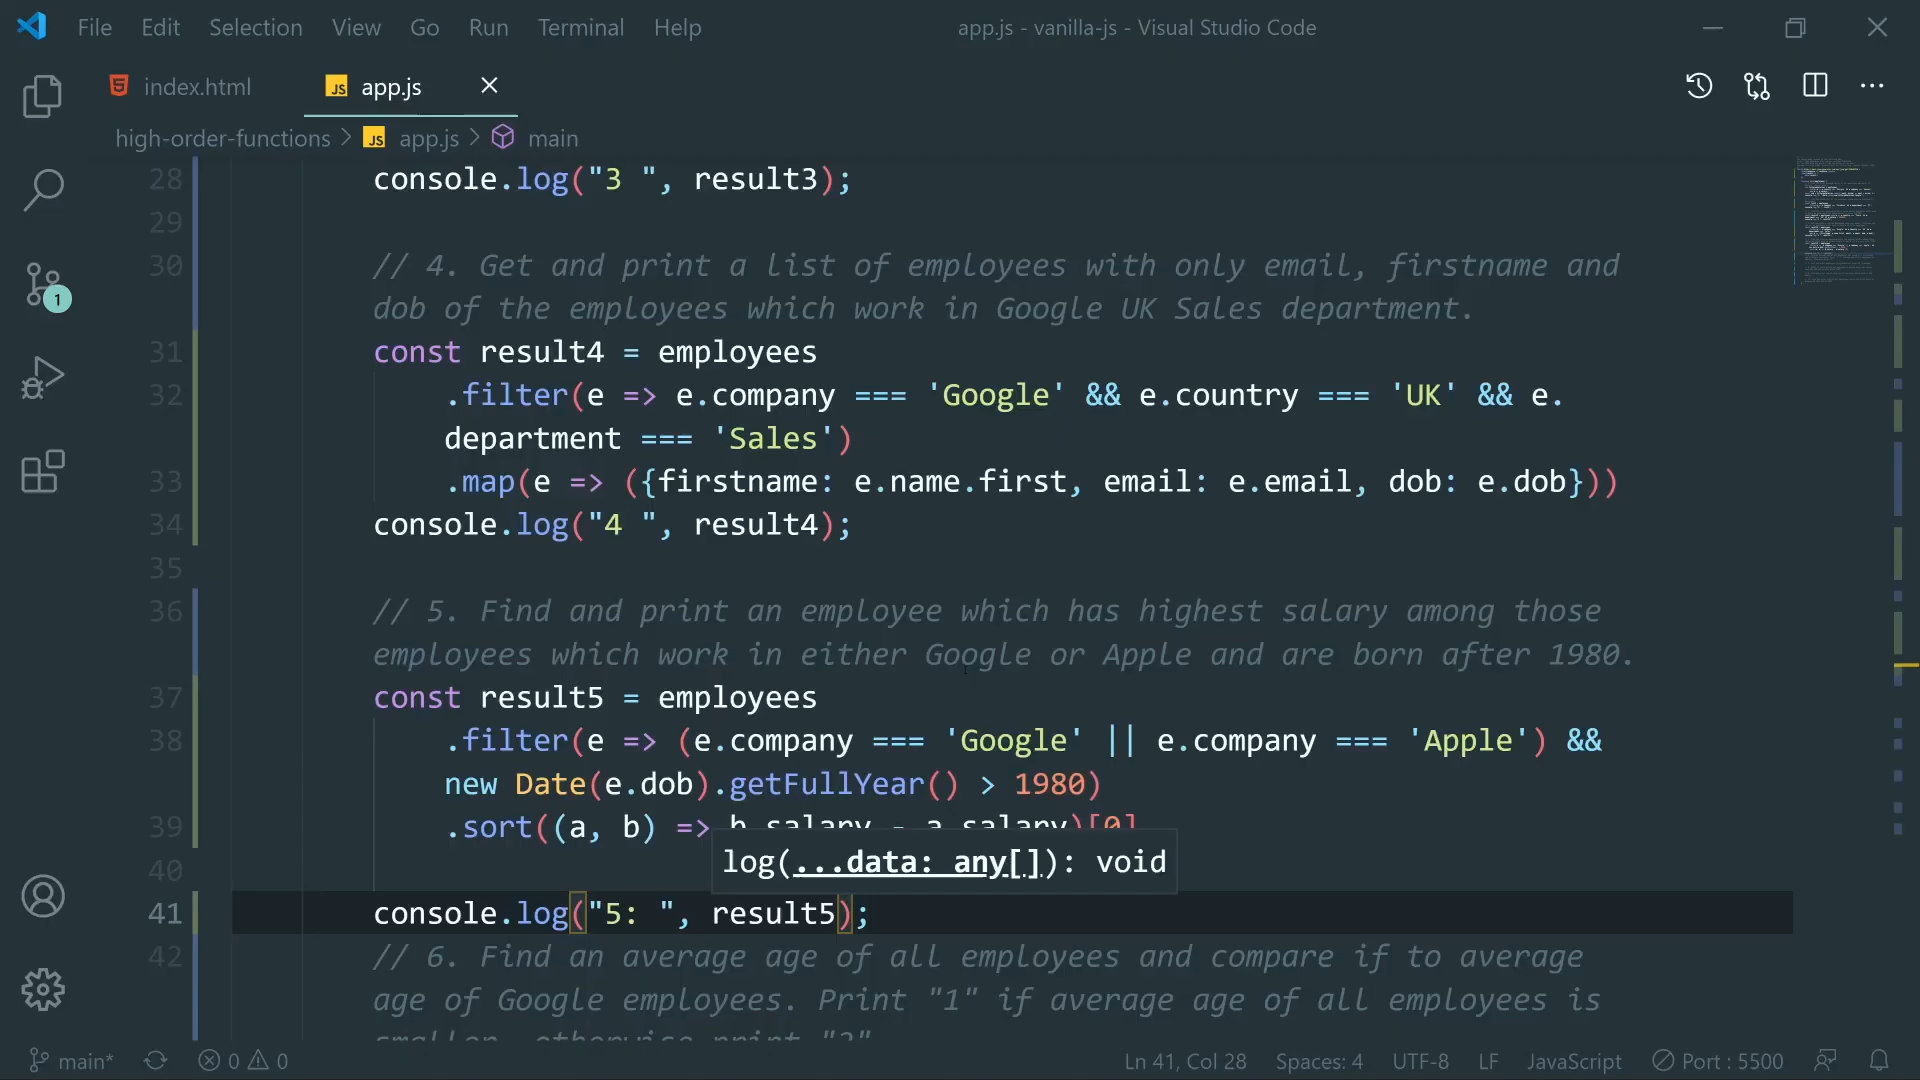 File Edit Selection View Go Run Terminal Help app.js - vanilla-js - Visual Studio Code
index.html JS app.js
high-order-functions > JS app.js > main
28 console.log("3 ", result3);
29
30 // 4. Get and print a list of employees with only email, firstname and
dob of the employees which work in Google UK Sales department.
31 const result4 = employees
32 .filter(e => e.company === 'Google' && e.country === 'UK' && e.
department === 'Sales')
33 .map(e => ({firstname: e.name.first, email: e.email, dob: e.dob}))
34 console.log("4 ", result4);
35
36 // 5. Find and print an employee which has highest salary among those
employees which work in either Google or Apple and are born after 1980.
37 const result5 = employees
38 .filter(e => (e.company === 'Google' || e.company === 'Apple') &&
new Date(e.dob).getFullYear() > 1980)
39 .sort((a, b) => b.salary - a.salary)[0]
log(...data: any[]): void
40
41 console.log("5: ", result5);
42 // 6. Find an average age of all employees and compare if to average
age of Google employees. Print "1" if average age of all employees is
smaller, otherwise print "2"
1
main* 0 0 Ln 41, Col 28 Spaces: 4 UTF-8 LF JavaScript Port : 5500